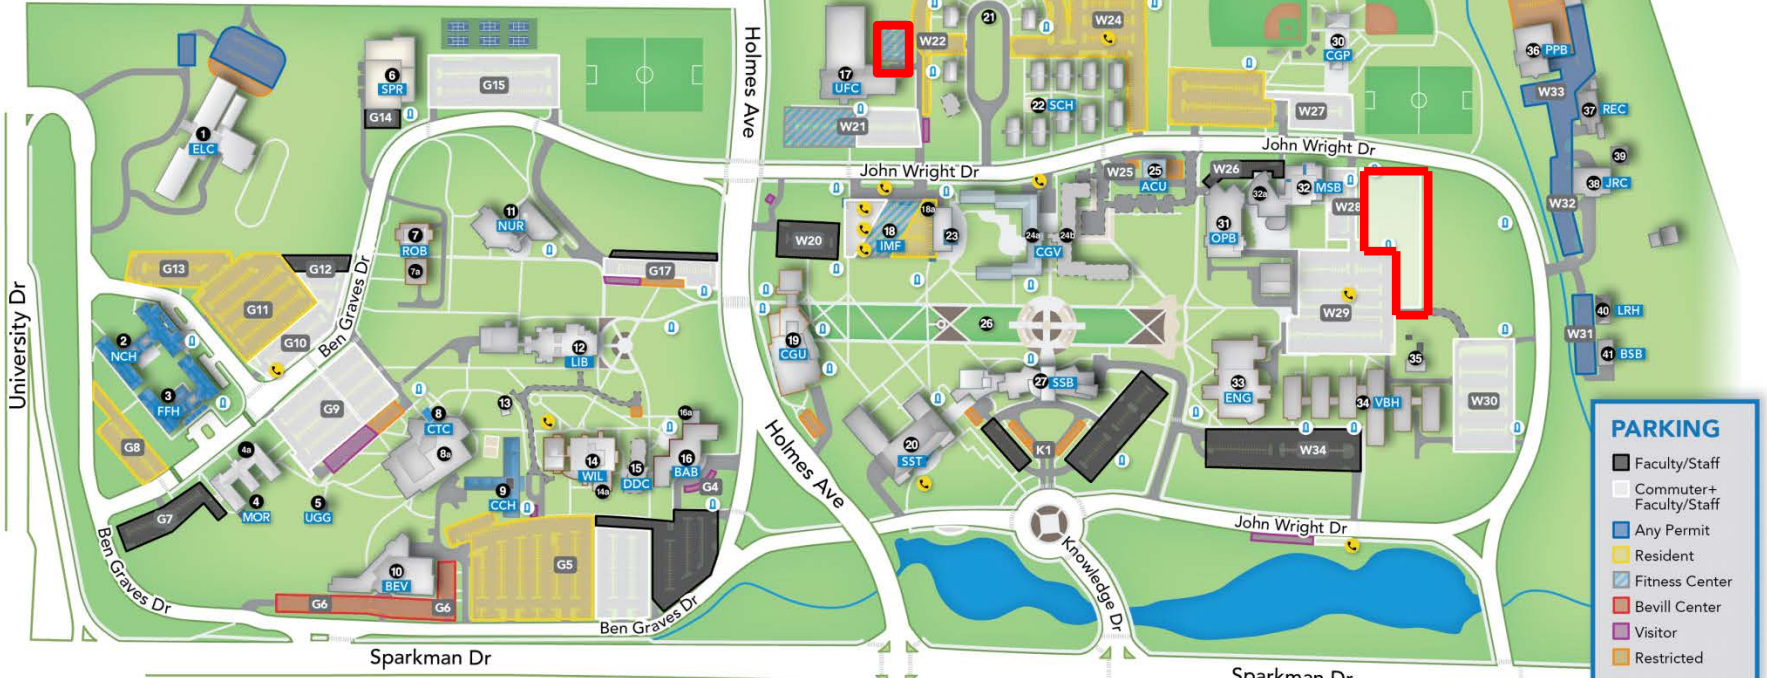 21
W24
W22
30
CGP
36 PPB
6
SPR
G15
17
UFC
W33
22 SCH
W27
37 REC
G14
1
ELC
W21
Holmes Ave
John Wright Dr
John Wright Dr
39
38 JRC
W25
25
ACU
W26
32a
32 MSB
W28
W32
11
NUR
7
ROB
7a
W20
18
18a
IMF
23
24a
24b
CGV
31
OPB
G13
G12
G17
G11
G10
Ben Graves Dr
University Dr
2
NCH
3
FFH
12
LIB
19
CGU
26
W29
40 LRH
W31
41 BSB
35
27 SSB
33
ENG
34 VBH
W30
G9
G8
13
8
CTC
8a
16a
16
BAB
14
WIL
14a
15
DDC
G4
4a
4
MOR
5
UGG
9
CCH
G7
20
SST
K1
W34
Holmes Ave
Ben Graves Dr
10
BEV
G6
G6
G5
Ben Graves Dr
John Wright Dr
Knowledge Dr
Sparkman Dr
Sparkman Dr
PARKING
Faculty/Staff
Commuter+
Faculty/Staff
Any Permit
Resident
Fitness Center
Bevill Center
Visitor
Restricted